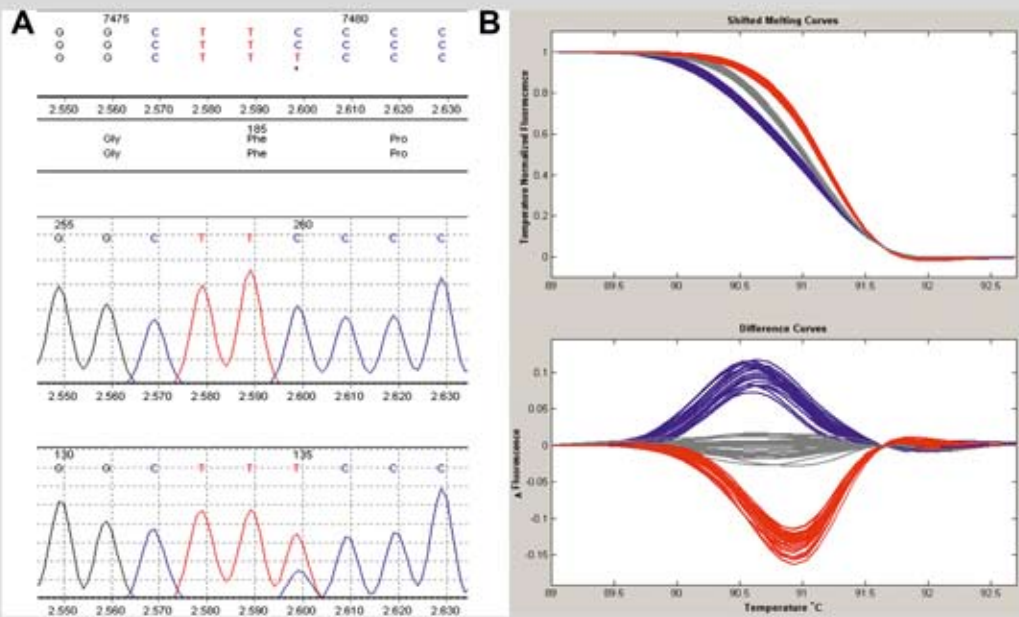 A
7475 7480
G G C T T C C C C
G G C T T C C C C
G G C T T T C C C
*
2.550 2.560 2.570 2.580 2.590 2.600 2.610 2.620 2.630
185
Gly Phe Pro
Gly Phe Pro
255 260
G G C T T C C C C
2.550 2.560 2.570 2.580 2.590 2.600 2.610 2.620 2.630
130 135
G G C T T T C C C
2.550 2.560 2.570 2.580 2.590 2.600 2.610 2.620 2.630
B
Shifted Melting Curves
Temperature Normalized Fluorescence
1
0.8
0.6
0.4
0.2
0
89 89.5 90 90.5 91 91.5 92 92.5
Difference Curves
Δ Fluorescence
0.1
0.05
0
-0.05
-0.1
-0.15
89 89.5 90 90.5 91 91.5 92 92.5
Temperature °C